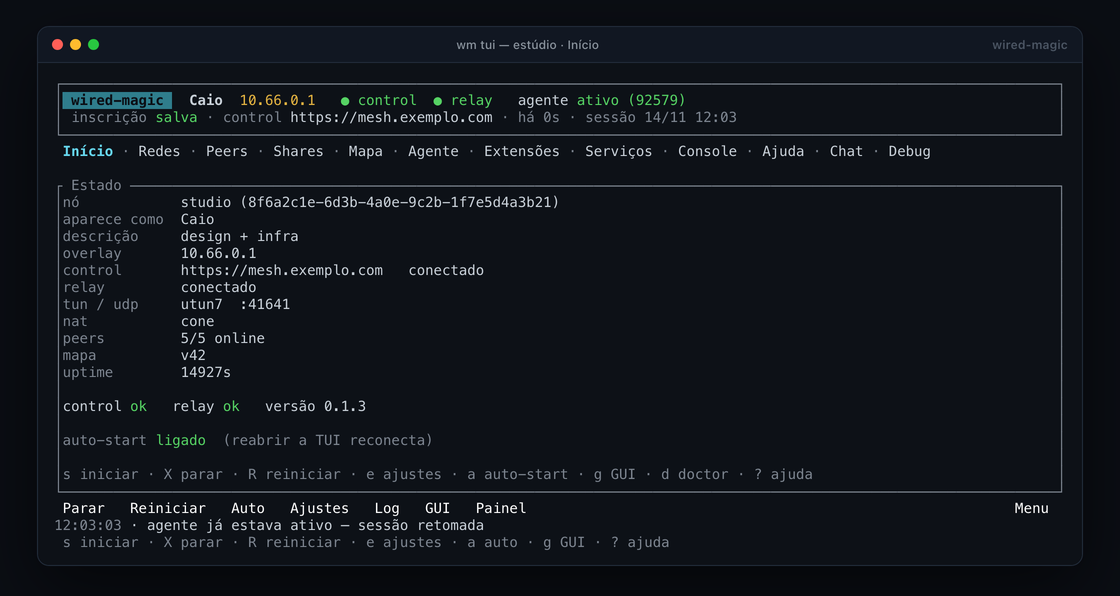 wm tui — estúdio · Início
wired-magic
wired-magic Caio 10.66.0.1 ● control ● relay agente ativo (92579)
inscrição salva · control https://mesh.exemplo.com · há 0s · sessão 14/11 12:03
Início · Redes · Peers · Shares · Mapa · Agente · Extensões · Serviços · Console · Ajuda · Chat · Debug
Estado
nó studio (8f6a2c1e-6d3b-4a0e-9c2b-1f7e5d4a3b21)
aparece como Caio
descrição design + infra
overlay 10.66.0.1
control https://mesh.exemplo.com conectado
relay conectado
tun / udp utun7 :41641
nat cone
peers 5/5 online
mapa v42
uptime 14927s
control ok relay ok versão 0.1.3
auto-start ligado (reabrir a TUI reconecta)
s iniciar · X parar · R reiniciar · e ajustes · a auto-start · g GUI · d doctor · ? ajuda
Parar Reiniciar Auto Ajustes Log GUI Painel Menu
12:03:03 · agente já estava ativo — sessão retomada
s iniciar · X parar · R reiniciar · e ajustes · a auto · g GUI · ? ajuda